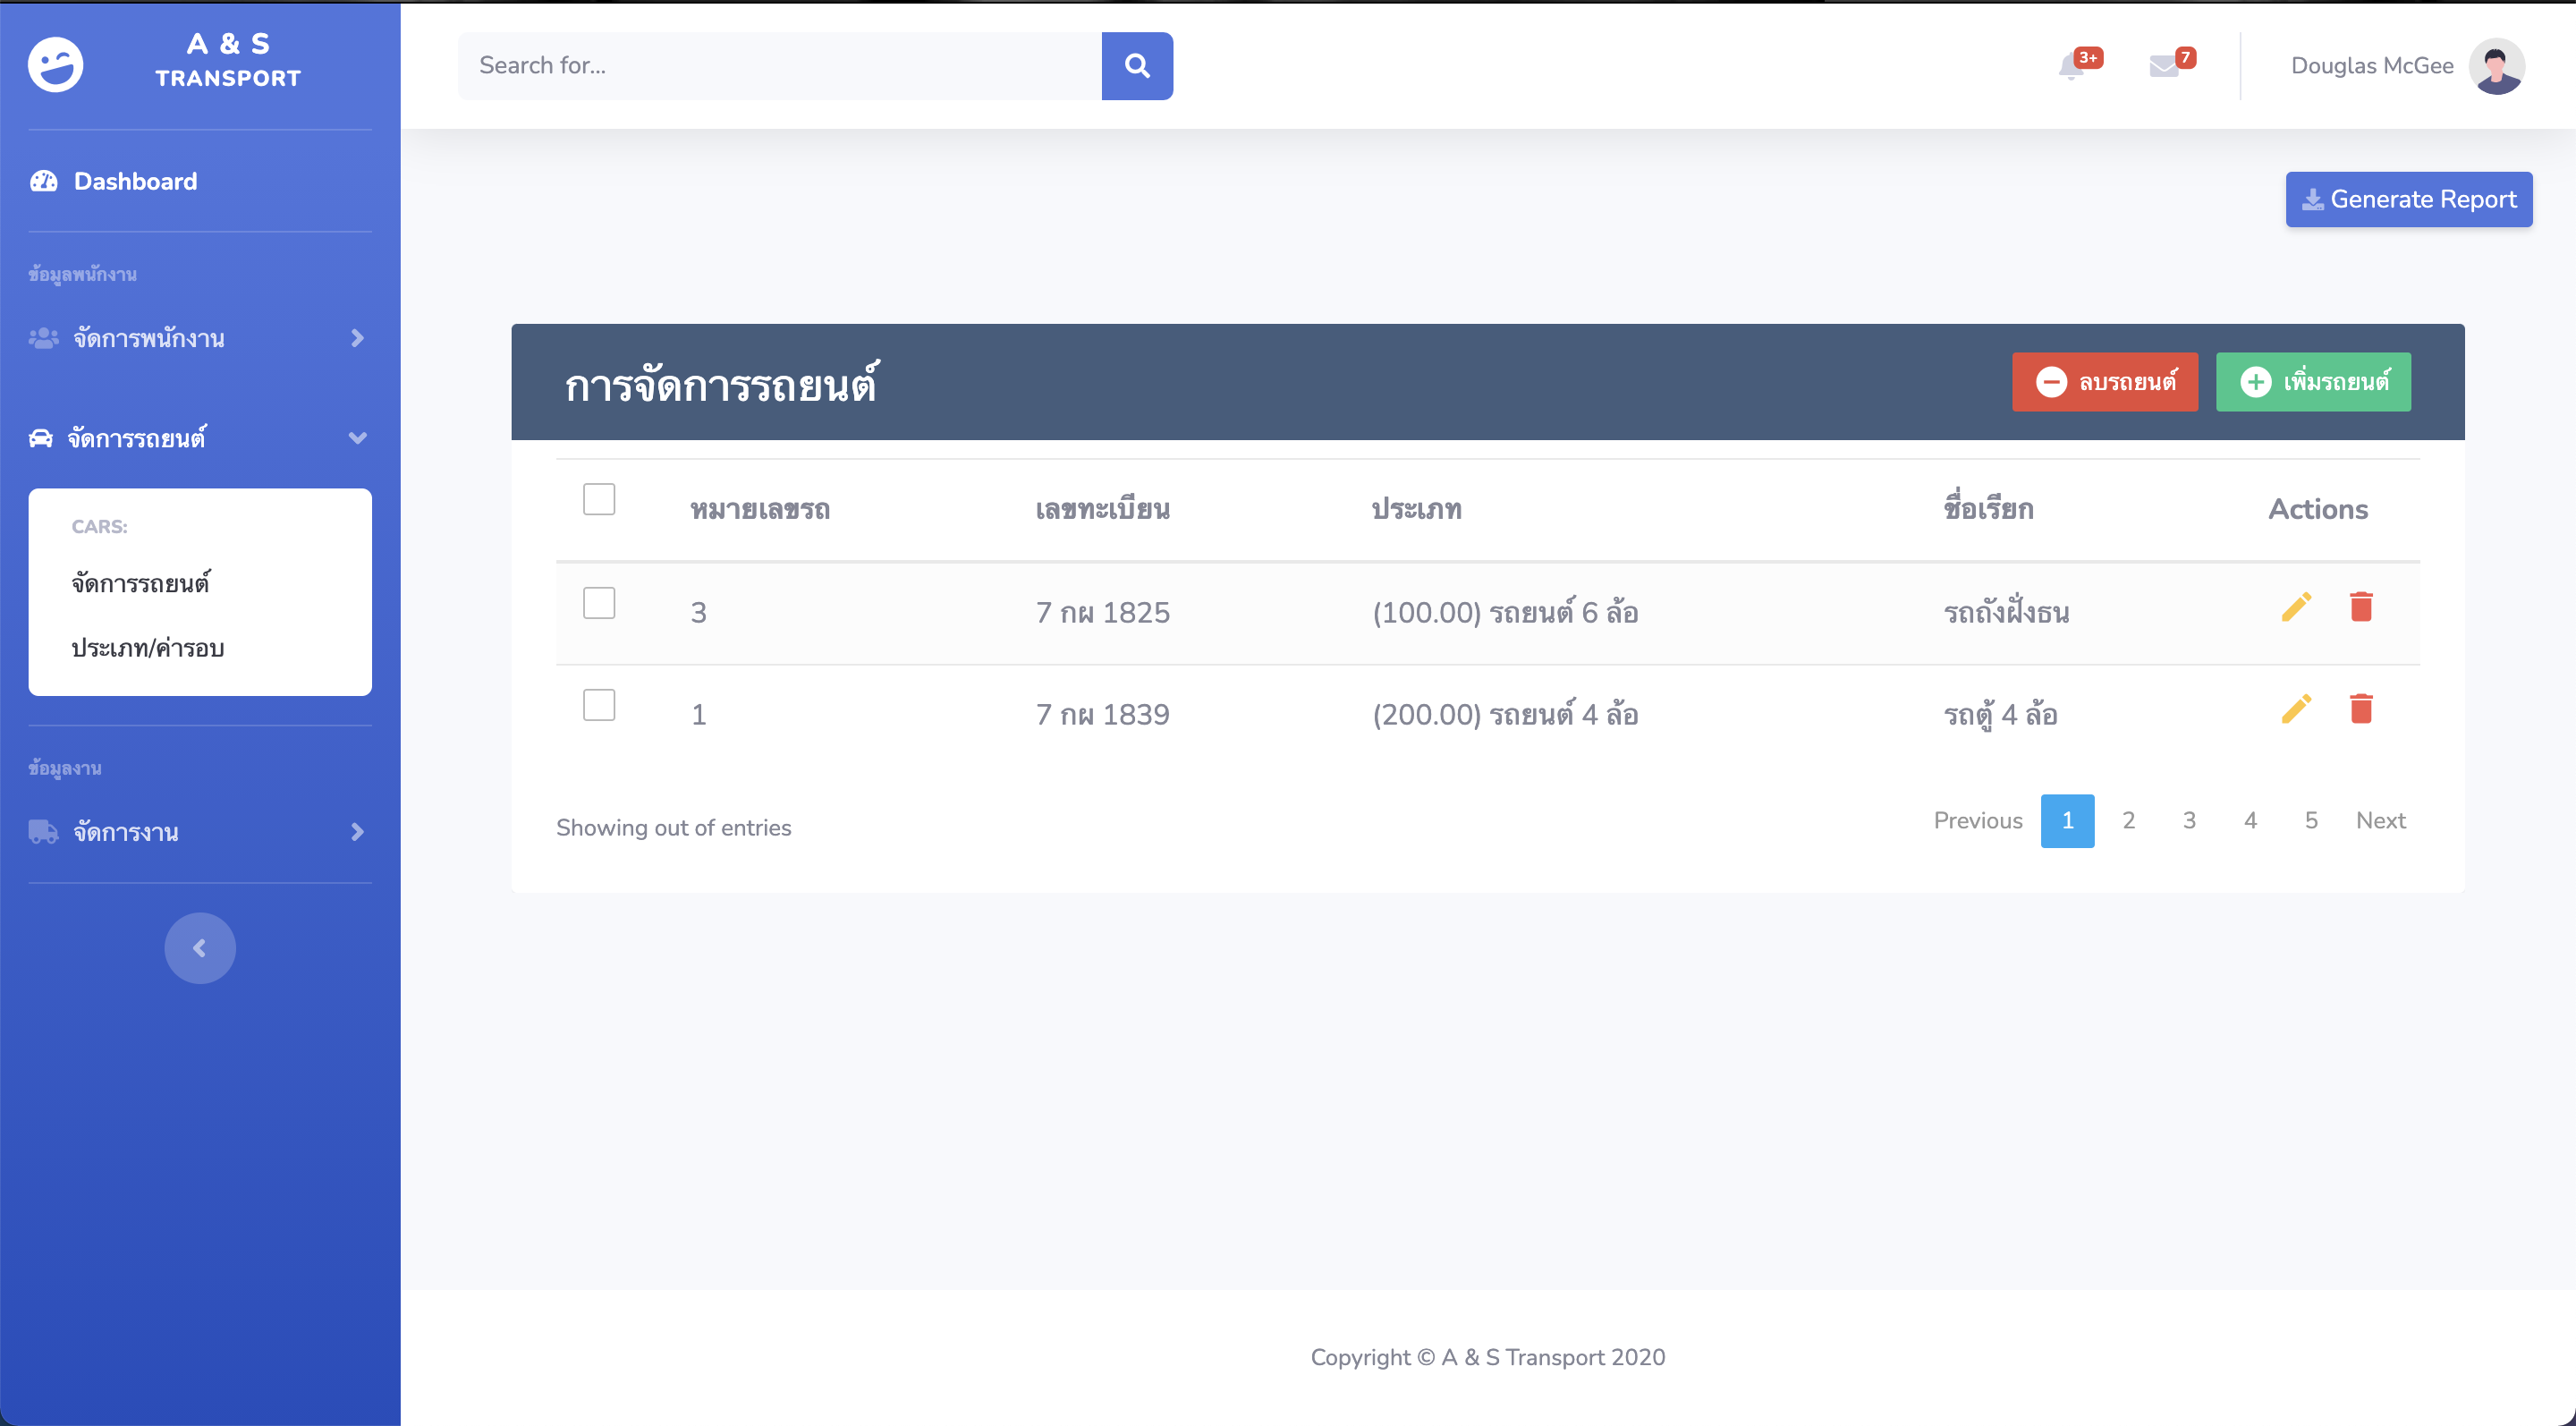 A & S
TRANSPORT
Dashboard
ข้อมูลพนักงาน
จัดการพนักงาน
จัดการรถยนต์
CARS:
จัดการรถยนต์
ประเภท/ค่ารอบ
ข้อมูลงาน
จัดการงาน
Search for...
3+
7
Douglas McGee
Generate Report
การจัดการรถยนต์
ลบรถยนต์
เพิ่มรถยนต์
หมายเลขรถ เลขทะเบียน ประเภท ชื่อเรียก Actions
3 7 กผ 1825 (100.00) รถยนต์ 6 ล้อ รถถังฝั่งธน
1 7 กผ 1839 (200.00) รถยนต์ 4 ล้อ รถตู้ 4 ล้อ
Showing out of entries
Previous 1 2 3 4 5 Next
Copyright © A & S Transport 2020